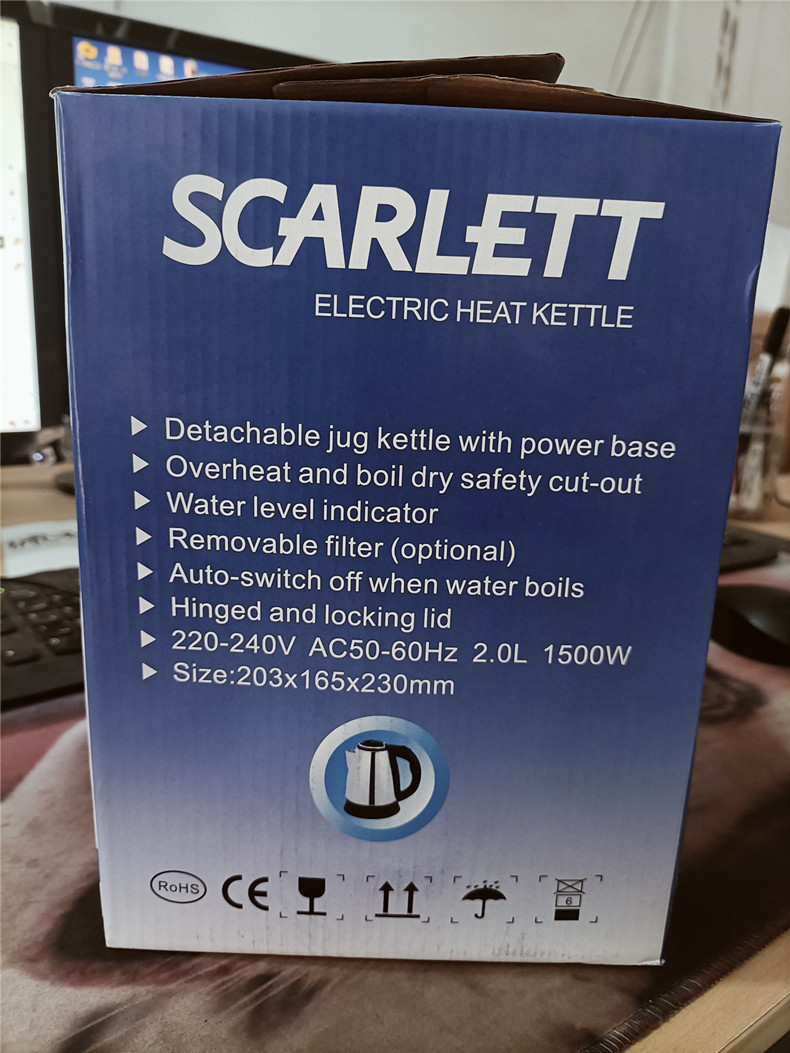 SCARLETT
ELECTRIC HEAT KETTLE
Detachable jug kettle with power base
Overheat and boil dry safety cut-out
Water level indicator
Removable filter (optional)
Auto-switch off when water boils
Hinged and locking lid
220-240V AC50-60Hz 2.0L 1500W
Size:203x165x230mm
RoHS CE 6